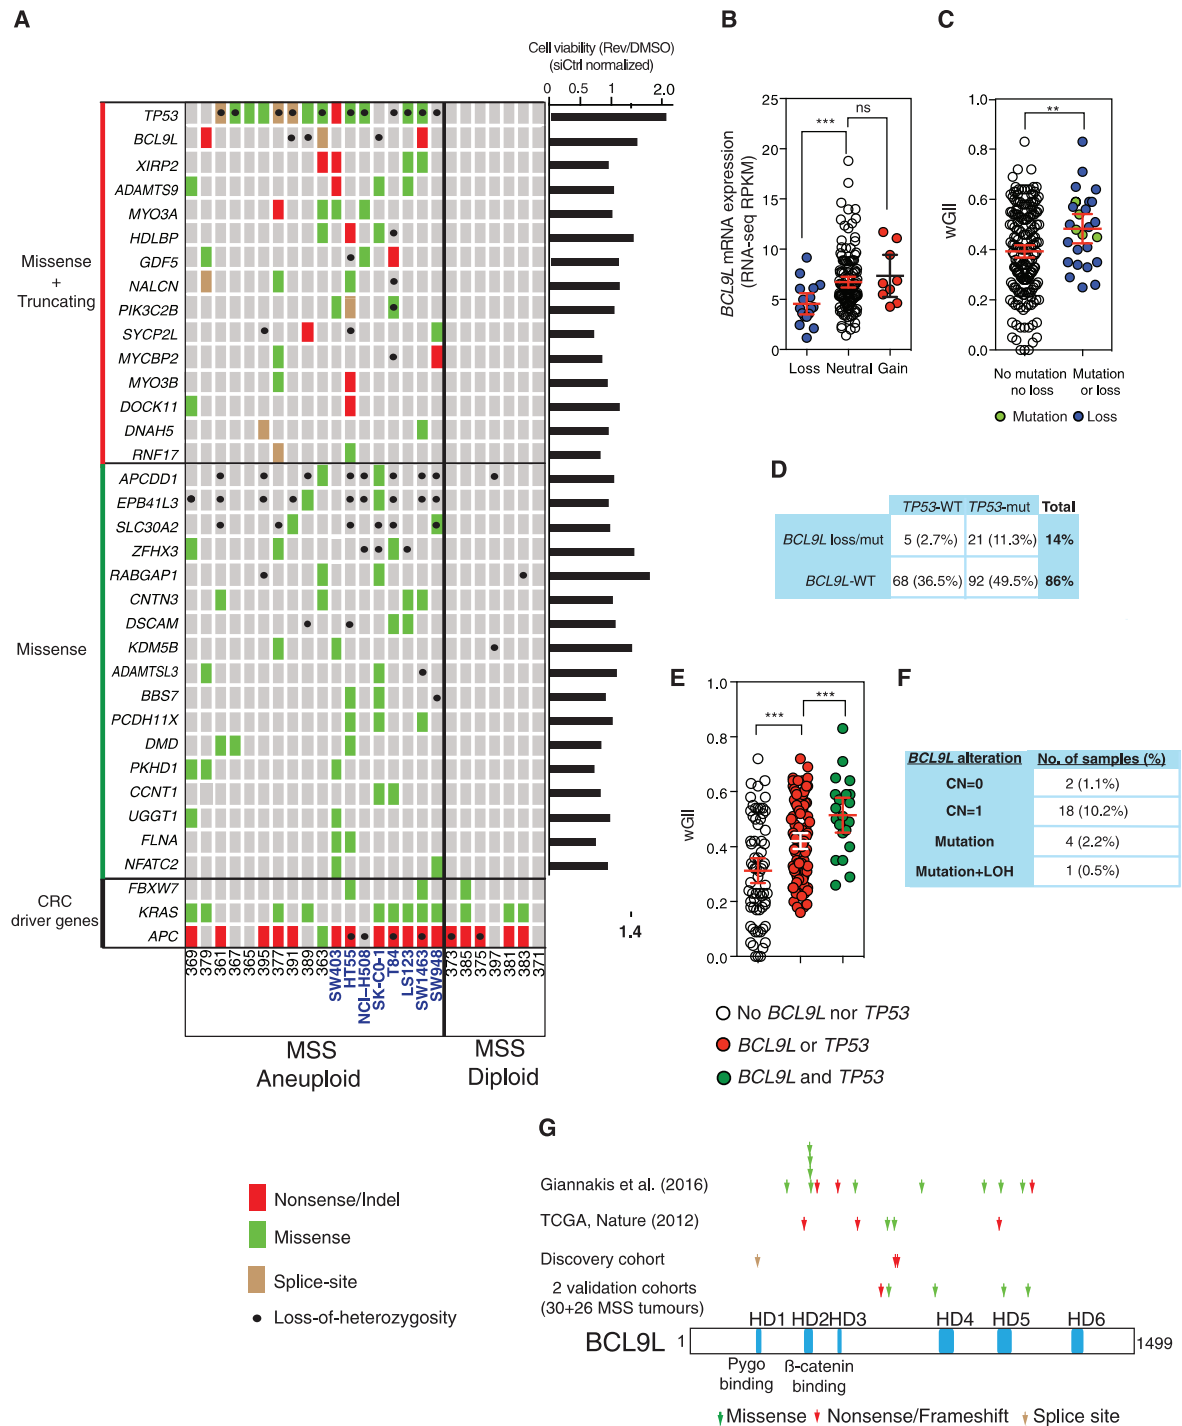 A
Cell viability (Rev/DMSO)
(siCtrl normalized)
0 1 2.0
Missense
+
Truncating
TP53
BCL9L
XIRP2
ADAMTS9
MYO3A
HDLBP
GDF5
NALCN
PIK3C2B
SYCP2L
MYCBP2
MYO3B
DOCK11
DNAH5
RNF17
Missense
APCDD1
EPB41L3
SLC30A2
ZFHX3
RABGAP1
CNTN3
DSCAM
KDM5B
ADAMTSL3
BBS7
PCDH11X
DMD
PKHD1
CCNT1
UGGT1
FLNA
NFATC2
CRC
driver genes
FBXW7
KRAS
APC
1.4
369 379 361 367 365 395 377 391 389 363 SW403 HT55 NCI-H508 SK-C0-1 T84 LS123 SW1463 SW948 373 385 375 397 381 383 371
MSS
Aneuploid
MSS
Diploid
Nonsense/Indel
Missense
Splice-site
Loss-of-heterozygosity
B
BCL9L mRNA expression
(RNA-seq RPKM)
25
20
15
10
5
0
***
ns
Loss Neutral Gain
C
wGII
1.0
0.8
0.6
0.4
0.2
0.0
**
No mutation
no loss
Mutation
or loss
Mutation Loss
D
TP53-WT TP53-mut Total
BCL9L loss/mut 5 (2.7%) 21 (11.3%) 14%
BCL9L-WT 68 (36.5%) 92 (49.5%) 86%
E
wGII
1.0
0.8
0.6
0.4
0.2
0.0
***
***
No BCL9L nor TP53
BCL9L or TP53
BCL9L and TP53
F
BCL9L alteration No. of samples (%)
CN=0 2 (1.1%)
CN=1 18 (10.2%)
Mutation 4 (2.2%)
Mutation+LOH 1 (0.5%)
G
Giannakis et al. (2016)
TCGA, Nature (2012)
Discovery cohort
2 validation cohorts
(30+26 MSS tumours)
HD1 HD2 HD3 HD4 HD5 HD6
BCL9L 1 1499
Pygo
binding
ß-catenin
binding
Missense Nonsense/Frameshift Splice site